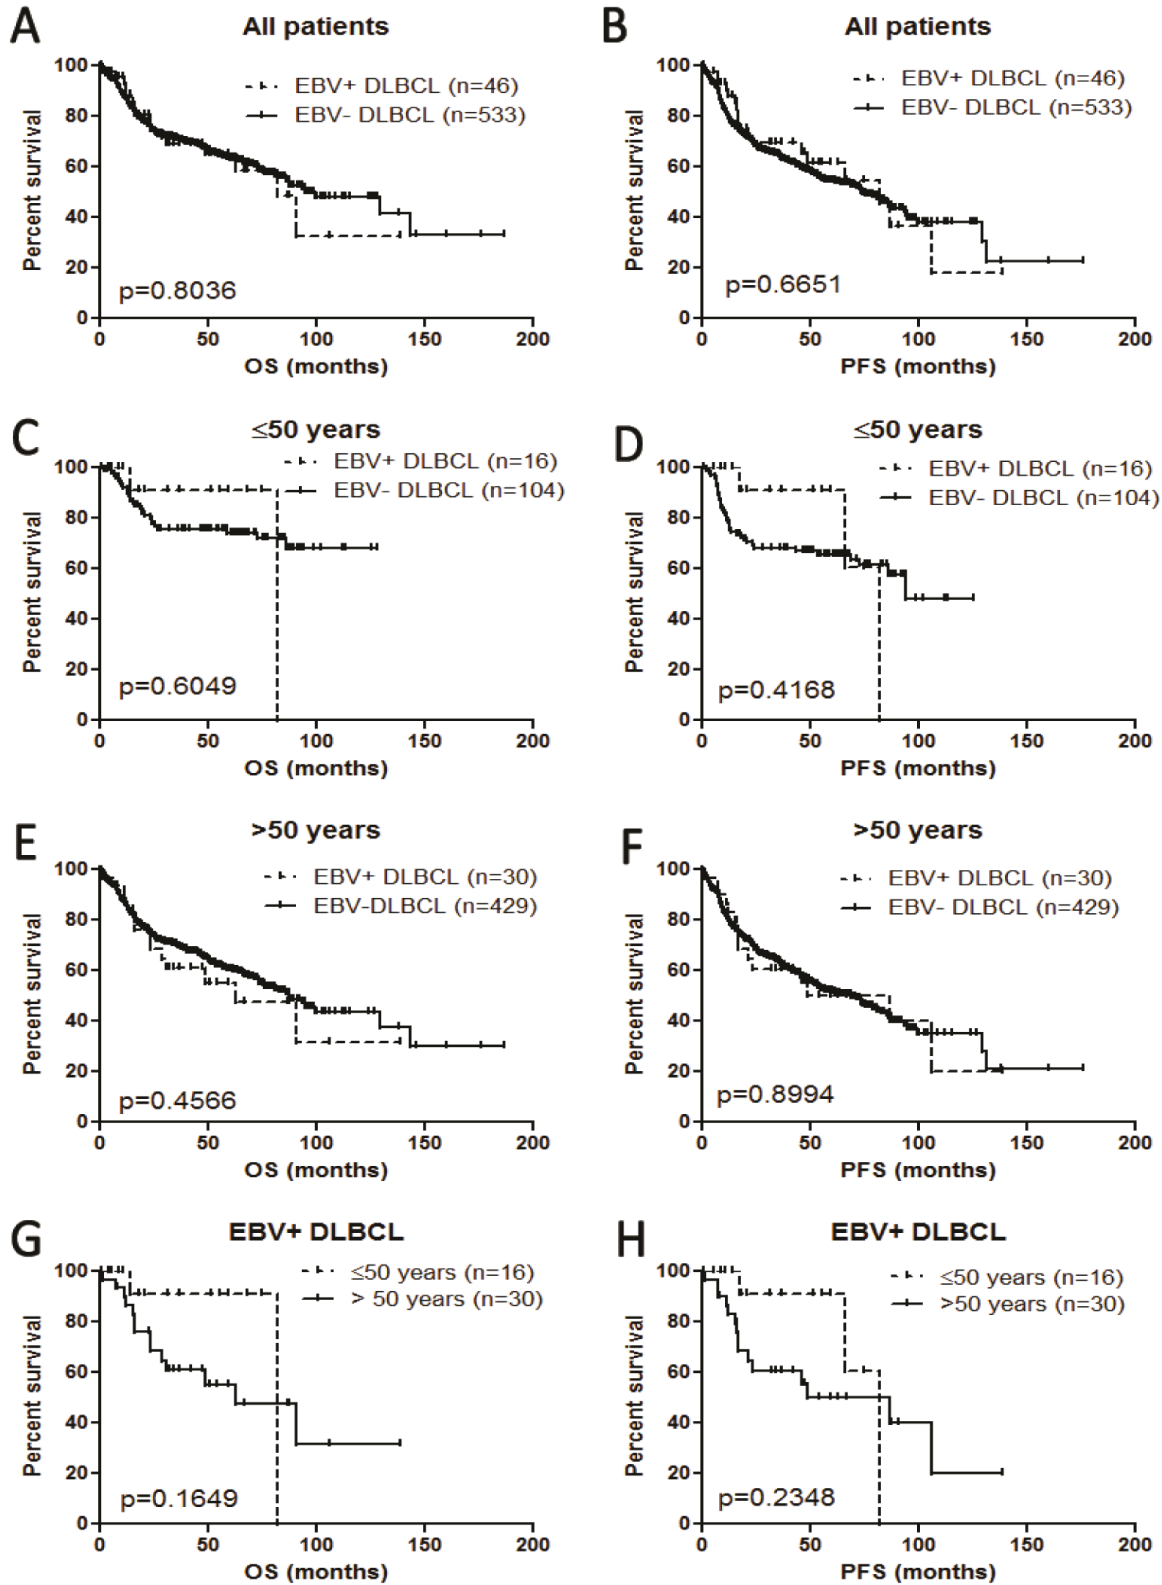 A
All patients
EBV+ DLBCL (n=46)
EBV- DLBCL (n=533)
Percent survival
100
80
60
40
20
0
p=0.8036
0 50 100 150 200
OS (months)
B
All patients
EBV+ DLBCL (n=46)
EBV- DLBCL (n=533)
Percent survival
100
80
60
40
20
0
p=0.6651
0 50 100 150 200
PFS (months)
C
≤50 years
EBV+ DLBCL (n=16)
EBV- DLBCL (n=104)
Percent survival
100
80
60
40
20
0
p=0.6049
0 50 100 150 200
OS (months)
D
≤50 years
EBV+ DLBCL (n=16)
EBV- DLBCL (n=104)
Percent survival
100
80
60
40
20
0
p=0.4168
0 50 100 150 200
PFS (months)
E
>50 years
EBV+ DLBCL (n=30)
EBV-DLBCL (n=429)
Percent survival
100
80
60
40
20
0
p=0.4566
0 50 100 150 200
OS (months)
F
>50 years
EBV+ DLBCL (n=30)
EBV- DLBCL (n=429)
Percent survival
100
80
60
40
20
0
p=0.8994
0 50 100 150 200
PFS (months)
G
EBV+ DLBCL
≤50 years (n=16)
> 50 years (n=30)
Percent survival
100
80
60
40
20
0
p=0.1649
0 50 100 150 200
OS (months)
H
EBV+ DLBCL
≤50 years (n=16)
>50 years (n=30)
Percent survival
100
80
60
40
20
0
p=0.2348
0 50 100 150 200
PFS (months)